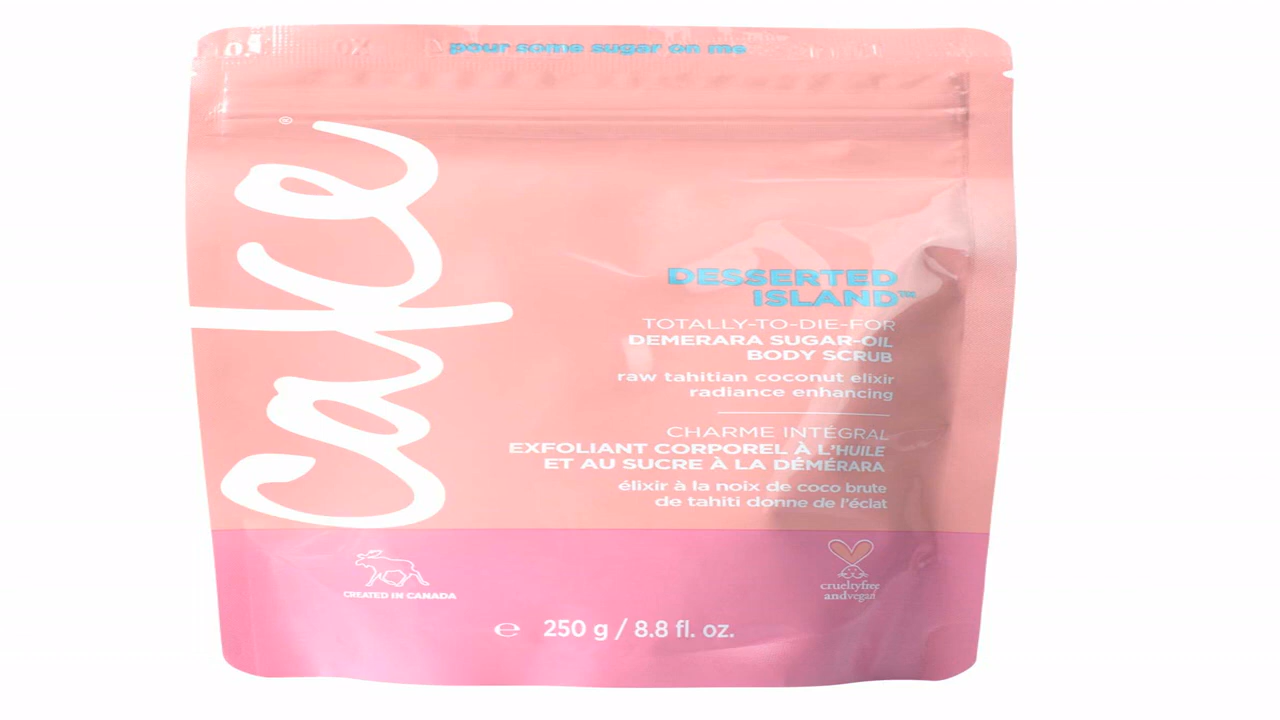 pour some sugar on me
cake®
DESSERTED
ISLAND™
TOTALLY-TO-DIE-FOR
DEMERARA SUGAR-OIL
BODY SCRUB
raw tahitian coconut elixir
radiance enhancing
CHARME INTÉGRAL
EXFOLIANT CORPOREL À L'HUILE
ET AU SUCRE À LA DÉMÉRARA
élixir à la noix de coco brute
de tahiti donne de l'éclat
CREATED IN CANADA
crueltyfree
andvegan
℮ 250 g / 8.8 fl. oz.